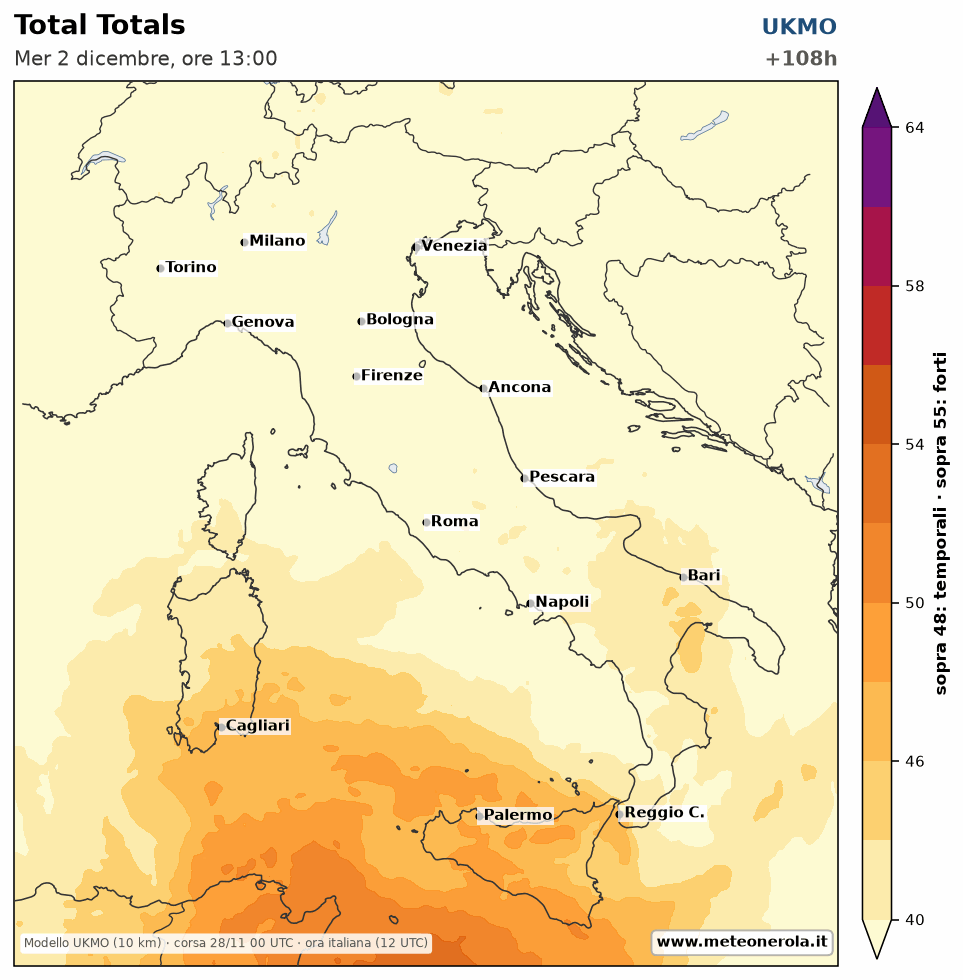 Total Totals
UKMO
Mer 2 dicembre, ore 13:00
+108h
Milano
Venezia
Torino
Genova
Bologna
Firenze
Ancona
Pescara
Roma
Bari
Napoli
Cagliari
Palermo
Reggio C.
64
58
54
50
46
40
sopra 48: temporali · sopra 55: forti
Modello UKMO (10 km) · corsa 28/11 00 UTC · ora italiana (12 UTC)
www.meteonerola.it